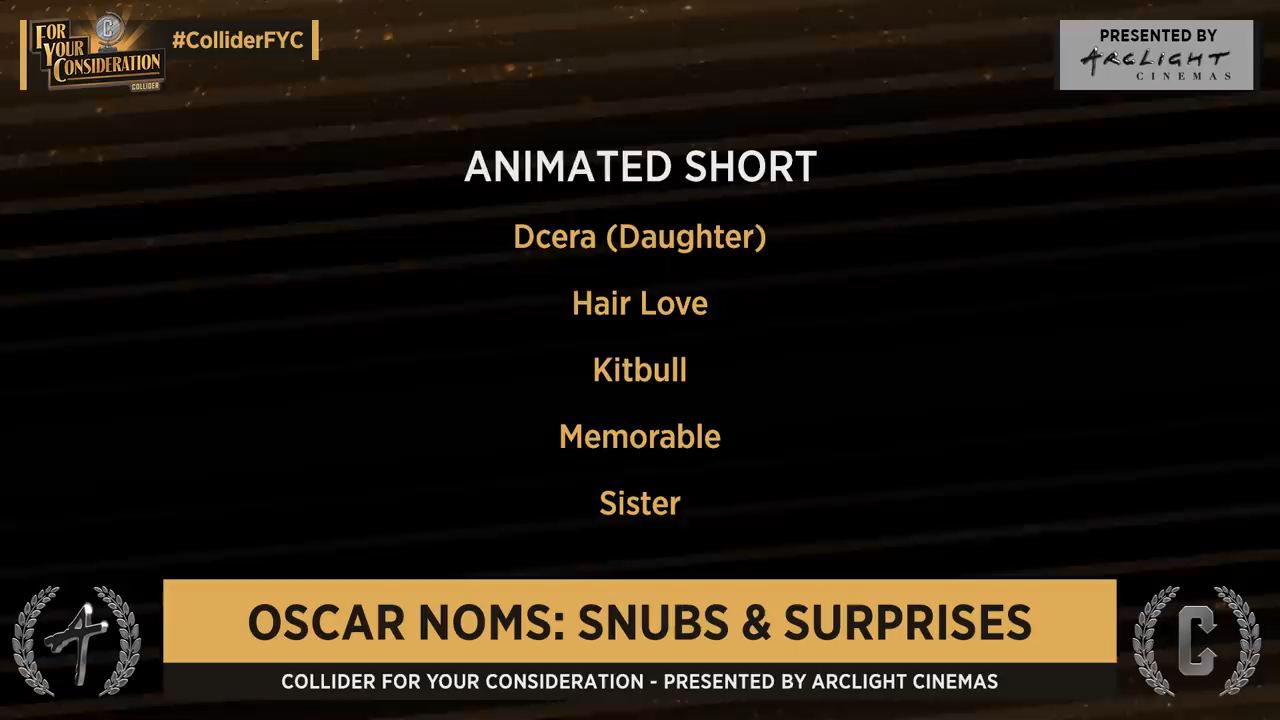 FOR
YOUR
CONSIDERATION
COLLIDER
#ColliderFYC
PRESENTED BY
ARCLIGHT
CINEMAS
ANIMATED SHORT
Dcera (Daughter)
Hair Love
Kitbull
Memorable
Sister
OSCAR NOMS: SNUBS & SURPRISES
COLLIDER FOR YOUR CONSIDERATION - PRESENTED BY ARCLIGHT CINEMAS